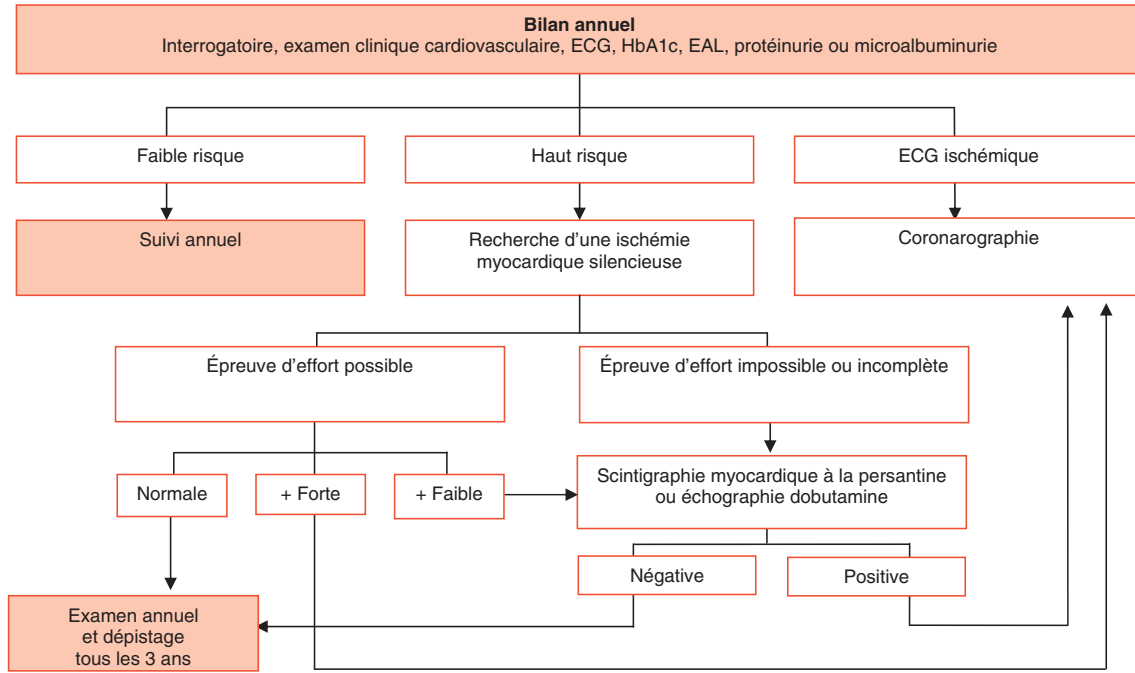 Bilan annuel
Interrogatoire, examen clinique cardiovasculaire, ECG, HbA1c, EAL, protéinurie ou microalbuminurie
Faible risque
Haut risque
ECG ischémique
Suivi annuel
Recherche d'une ischémie
myocardique silencieuse
Coronarographie
Épreuve d'effort possible
Épreuve d'effort impossible ou incomplète
Normale
+ Forte
+ Faible
Scintigraphie myocardique à la persantine
ou échographie dobutamine
Négative
Positive
Examen annuel
et dépistage
tous les 3 ans